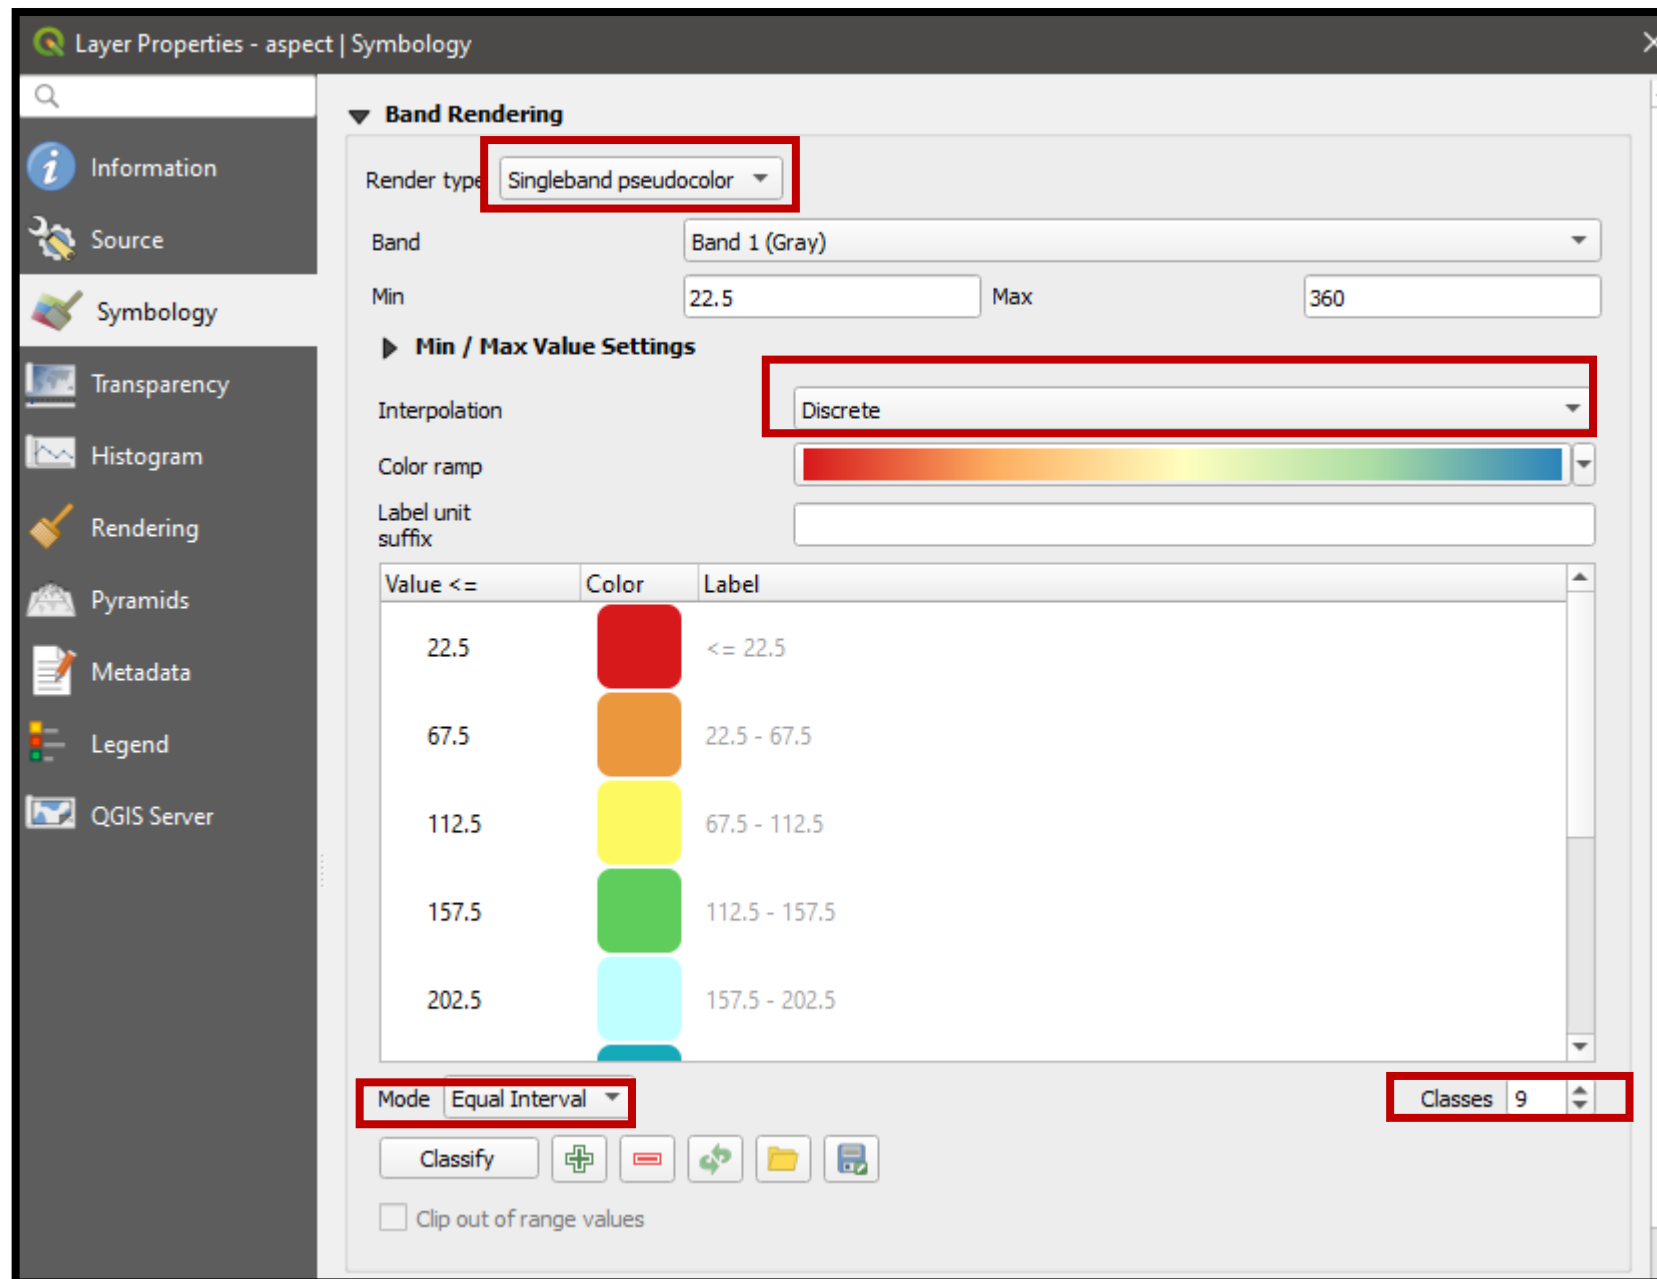 Layer Properties - aspect | Symbology
Information
Source
Symbology
Transparency
Histogram
Rendering
Pyramids
Metadata
Legend
QGIS Server
Band Rendering
Render type Singleband pseudocolor
Band Band 1 (Gray)
Min 22.5 Max 360
Min / Max Value Settings
Interpolation Discrete
Color ramp
Label unit
suffix
Value <= Color Label
22.5 <= 22.5
67.5 22.5 - 67.5
112.5 67.5 - 112.5
157.5 112.5 - 157.5
202.5 157.5 - 202.5
Mode Equal Interval Classes 9
Classify
Clip out of range values